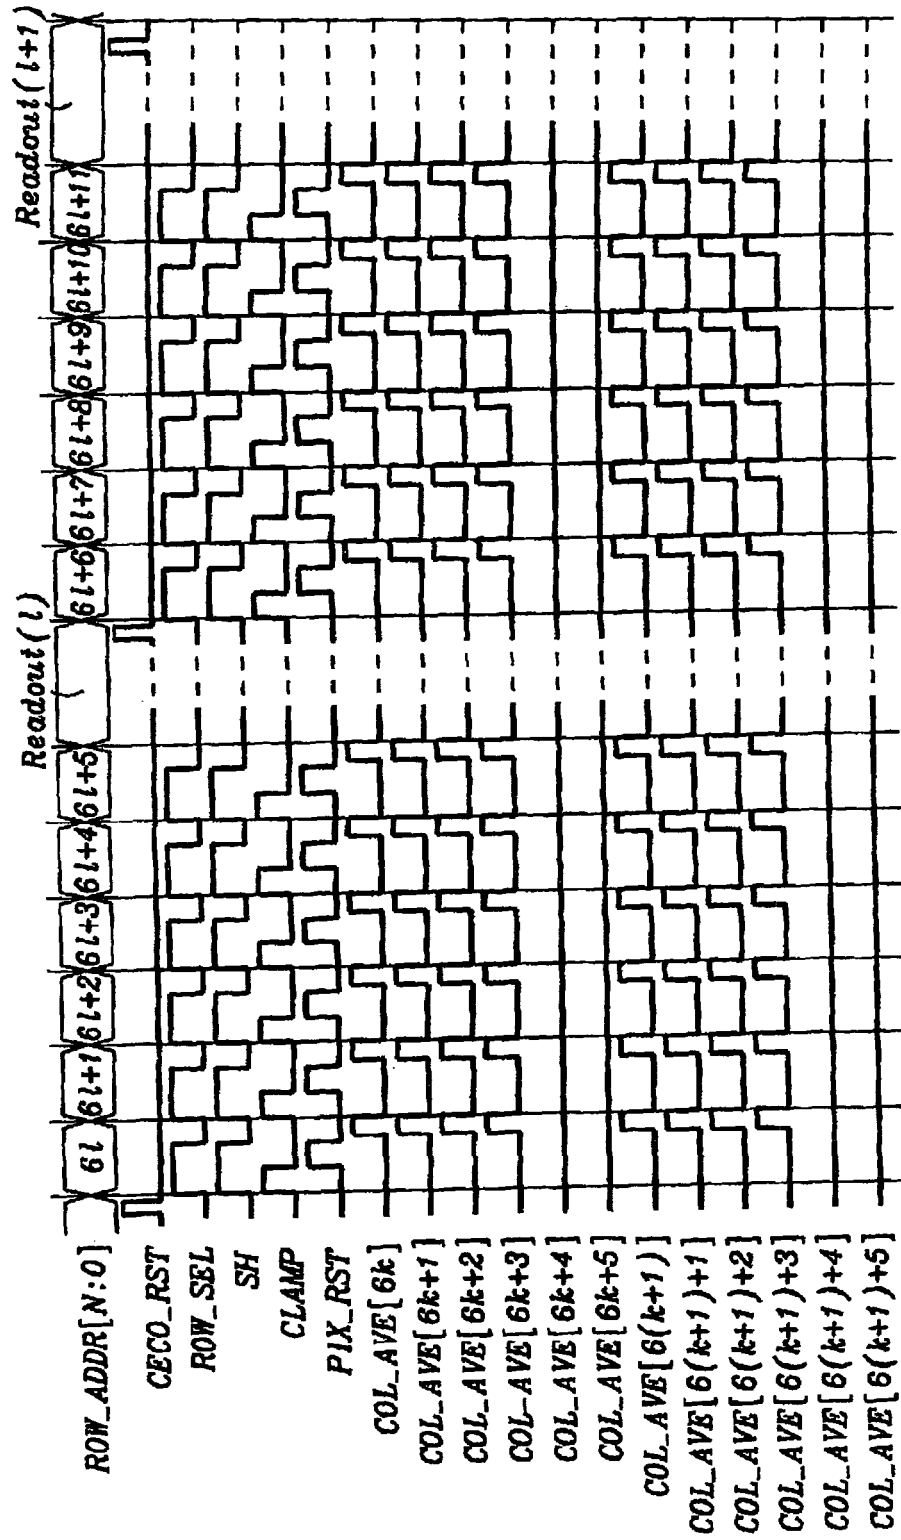 ROW_ADDR[N:0]
6l
6l+1
6l+2
6l+3
6l+4
6l+5
Readout(l)
6l+6
6l+7
6l+8
6l+9
6l+10
6l+11
Readout(l+1)
CECO_RST
ROW_SEL
SH
CLAMP
PIX_RST
COL_AVE[6k]
COL_AVE[6k+1]
COL_AVE[6k+2]
COL-AVE[6k+3]
COL_AVE[6k+4]
COL_AVE[6k+5]
COL_AVE[6(k+1)]
COL_AVE[6(k+1)+1]
COL_AVE[6(k+1)+2]
COL_AVE[6(k+1)+3]
COL_AVE[6(k+1)+4]
COL_AVE[6(k+1)+5]